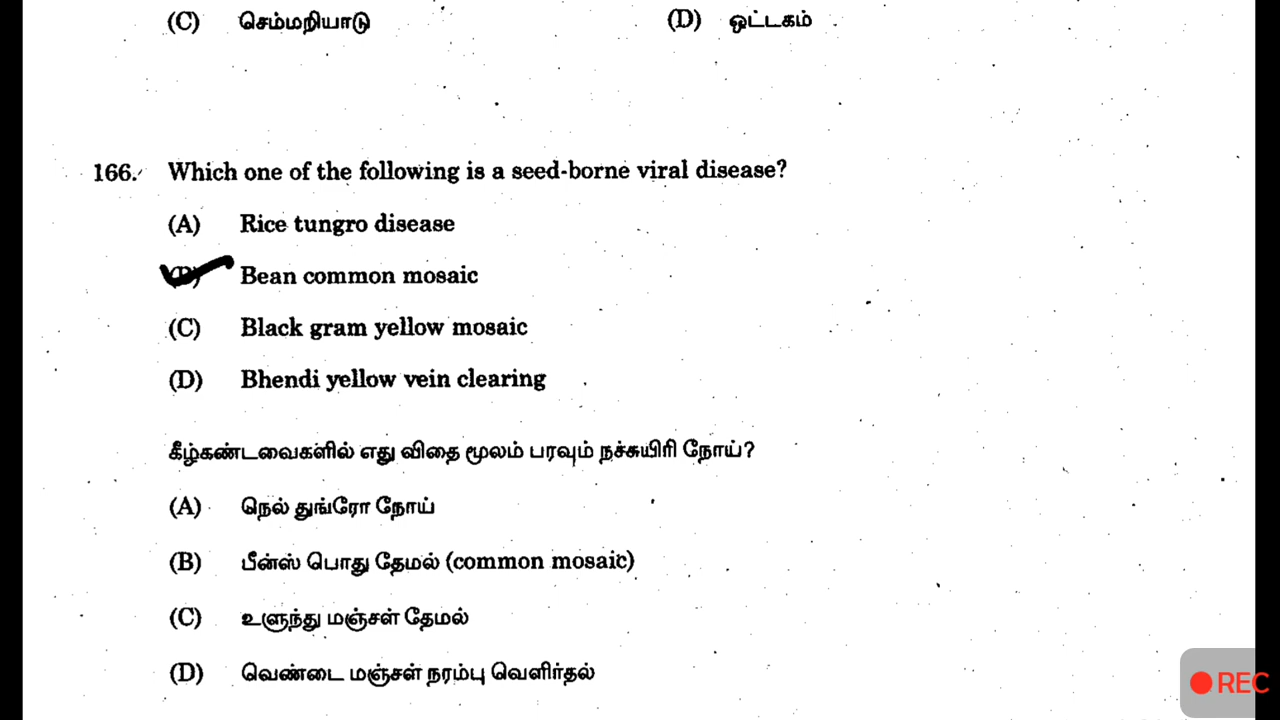 (C) செம்மறியாடு (D) ஒட்டகம்
166. Which one of the following is a seed-borne viral disease?
(A) Rice tungro disease
(B) Bean common mosaic
(C) Black gram yellow mosaic
(D) Bhendi yellow vein clearing
கீழ்கண்டவைகளில் எது விதை மூலம் பரவும் நச்சுயிரி நோய்?
(A) நெல் துங்ரோ நோய்
(B) பீன்ஸ் பொது தேமல் (common mosaic)
(C) உளுந்து மஞ்சள் தேமல்
(D) வெண்டை மஞ்சள் நரம்பு வெளிர்தல்
REC